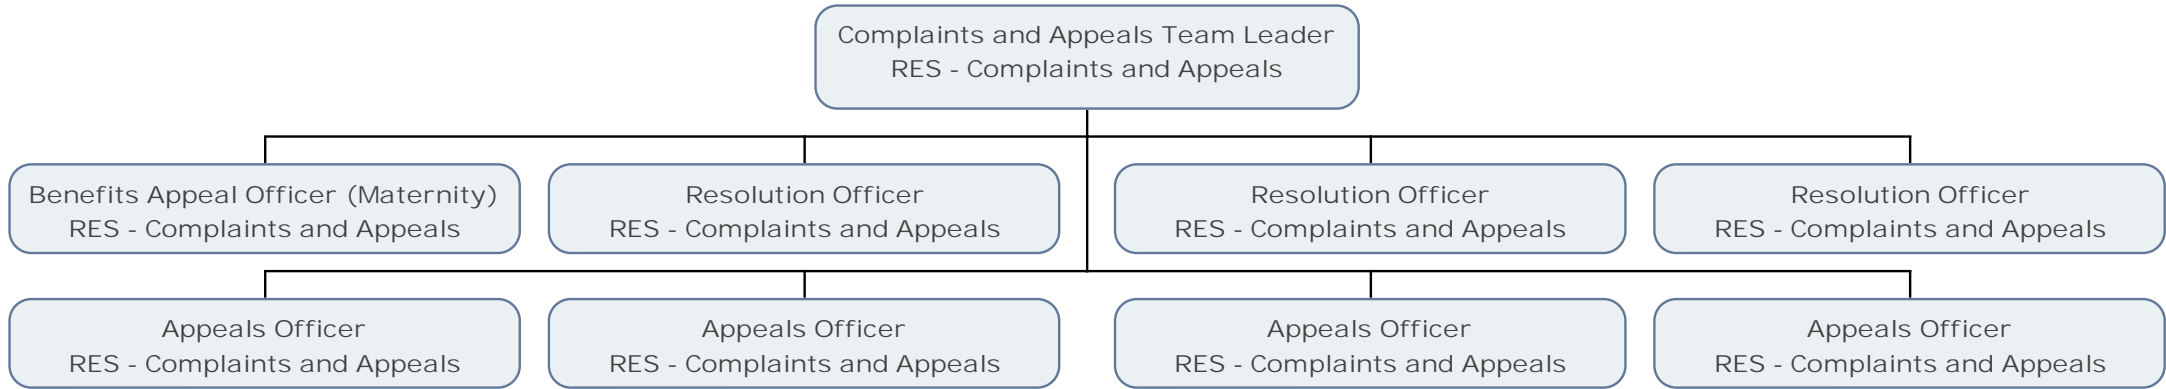 Complaints and Appeals Team Leader
RES - Complaints and Appeals
Benefits Appeal Officer (Maternity)
RES - Complaints and Appeals
Resolution Officer
RES - Complaints and Appeals
Resolution Officer
RES - Complaints and Appeals
Resolution Officer
RES - Complaints and Appeals
Appeals Officer
RES - Complaints and Appeals
Appeals Officer
RES - Complaints and Appeals
Appeals Officer
RES - Complaints and Appeals
Appeals Officer
RES - Complaints and Appeals